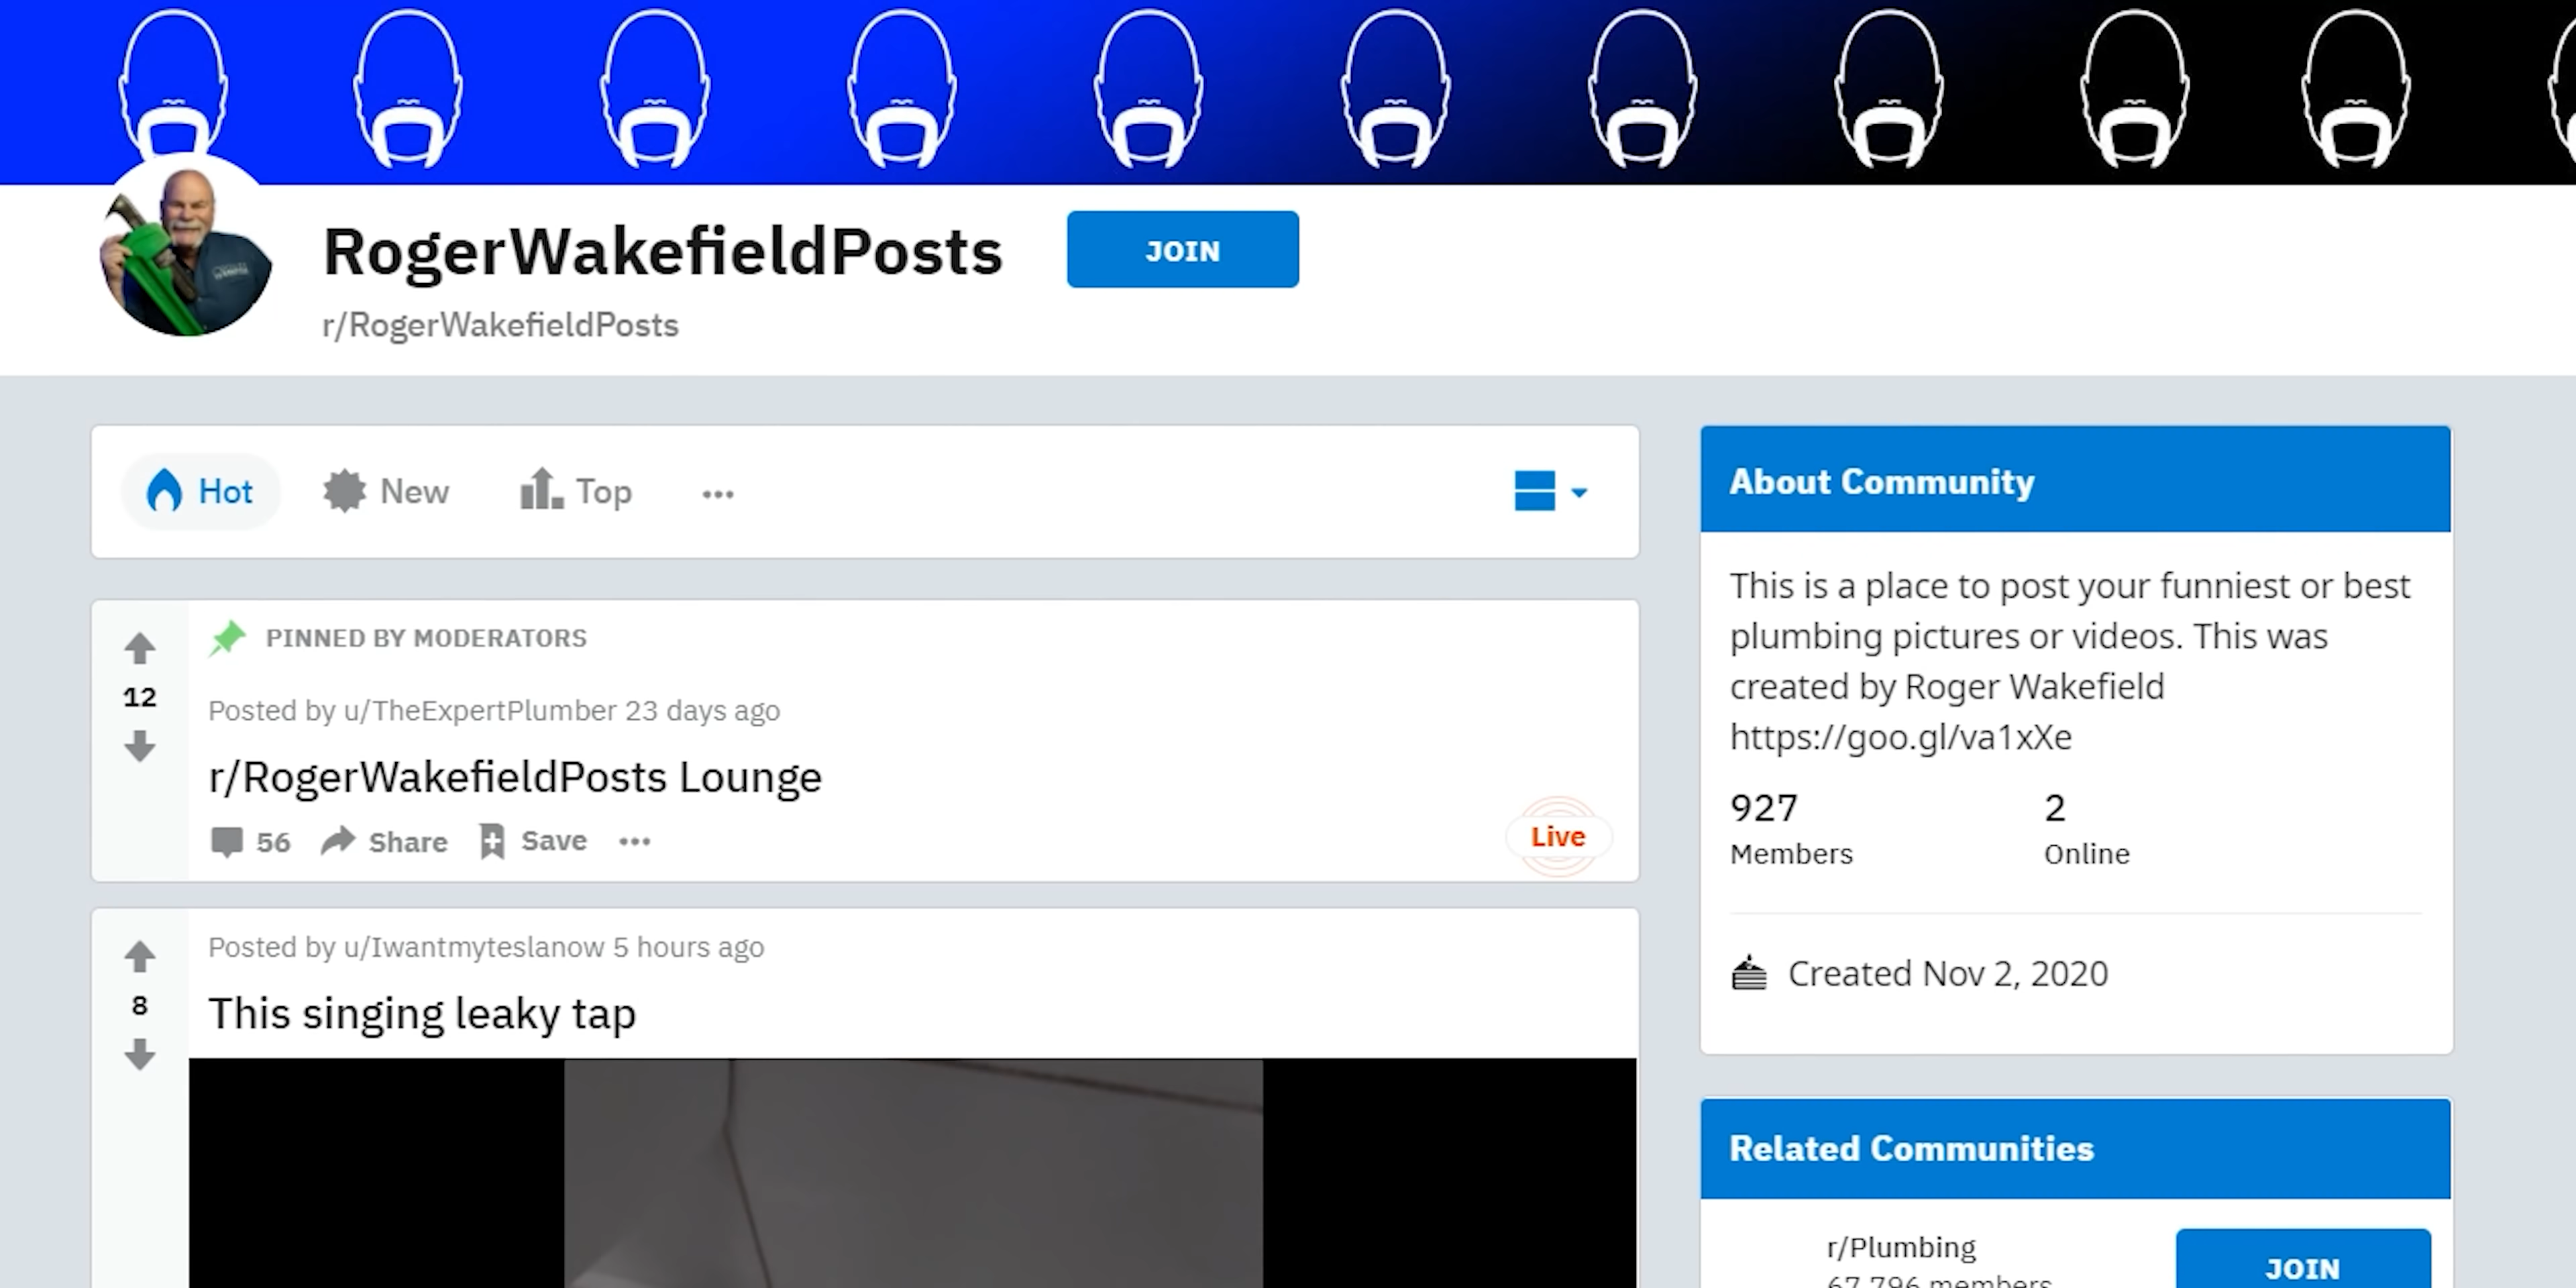 RogerWakefieldPosts
JOIN
r/RogerWakefieldPosts
Hot
New
Top
PINNED BY MODERATORS
12
Posted by u/TheExpertPlumber 23 days ago
r/RogerWakefieldPosts Lounge
56
Share
Save
Live
Posted by u/Iwantmyteslanow 5 hours ago
8
This singing leaky tap
About Community
This is a place to post your funniest or best
plumbing pictures or videos. This was
created by Roger Wakefield
https://goo.gl/va1xXe
927
2
Members
Online
Created Nov 2, 2020
Related Communities
r/Plumbing
67,796 members
JOIN